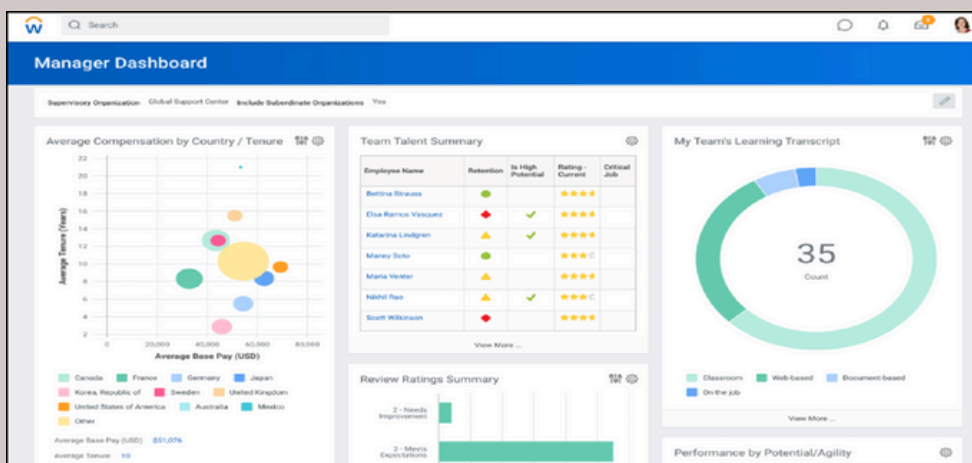 Search
Manager Dashboard
Supervisory Organization Global Support Center Include Subordinate Organizations Yes
Average Compensation by Country / Tenure
22
20
18
16
14
12
10
8
6
4
2
Average Tenure (Years)
0 20,000 40,000 60,000 80,000
Average Base Pay (USD)
Canada France Germany Japan
Korea, Republic of Sweden United Kingdom
United States of America Australia Mexico
Other
Average Base Pay (USD) $51,076
Average Tenure 10
Team Talent Summary
Employee Name Retention Is High Potential Rating - Current Critical Job
Bettina Strauss
Elsa Ramos Vasquez
Katarina Lindgren
Manny Soto
Maria Venter
Nikhil Rao
Scott Wilkinson
View More ...
Review Ratings Summary
2 - Needs
Improvement
3 - Meets
Expectations
My Team's Learning Transcript
35
Count
Classroom Web-based Document-based
On the job
View More ...
Performance by Potential/Agility